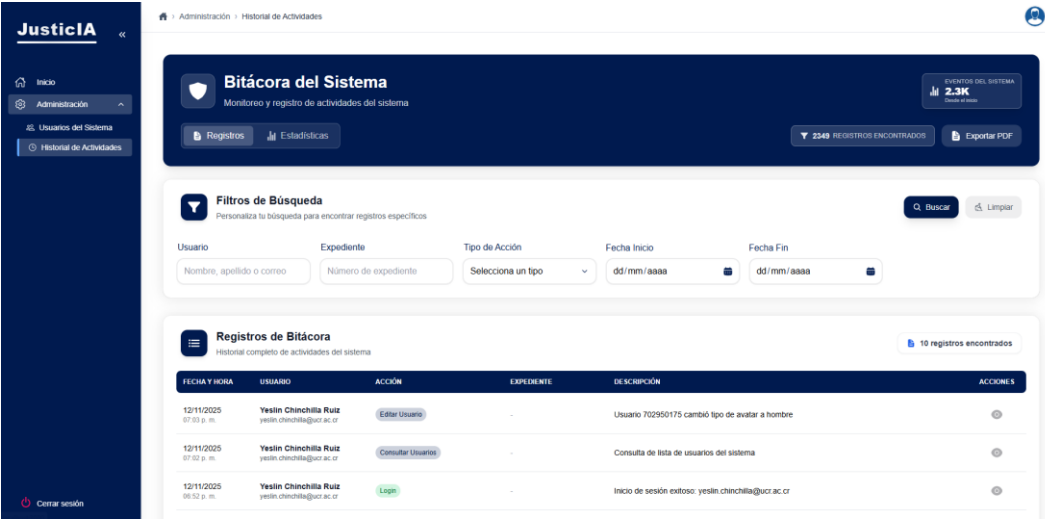 JusticIA «
Inicio
Administración
Usuarios del Sistema
Historial de Actividades
Cerrar sesión
Administración › Historial de Actividades
Bitácora del Sistema
Monitoreo y registro de actividades del sistema
EVENTOS DEL SISTEMA
2.3K
Desde el inicio
Registros
Estadísticas
2349 REGISTROS ENCONTRADOS
Exportar PDF
Filtros de Búsqueda
Personaliza tu búsqueda para encontrar registros específicos
Buscar
Limpiar
Usuario Expediente Tipo de Acción Fecha Inicio Fecha Fin
Nombre, apellido o correo Número de expediente Selecciona un tipo dd/mm/aaaa dd/mm/aaaa
Registros de Bitácora
Historial completo de actividades del sistema
10 registros encontrados
FECHA Y HORA USUARIO ACCIÓN EXPEDIENTE DESCRIPCIÓN ACCIONES
12/11/2025 Yeslin Chinchilla Ruiz Editar Usuario - Usuario 702950175 cambió tipo de avatar a hombre
07:03 p. m. yeslin.chinchilla@ucr.ac.cr
12/11/2025 Yeslin Chinchilla Ruiz Consultar Usuarios - Consulta de lista de usuarios del sistema
07:02 p. m. yeslin.chinchilla@ucr.ac.cr
12/11/2025 Yeslin Chinchilla Ruiz Login - Inicio de sesión exitoso: yeslin.chinchilla@ucr.ac.cr
06:52 p. m. yeslin.chinchilla@ucr.ac.cr